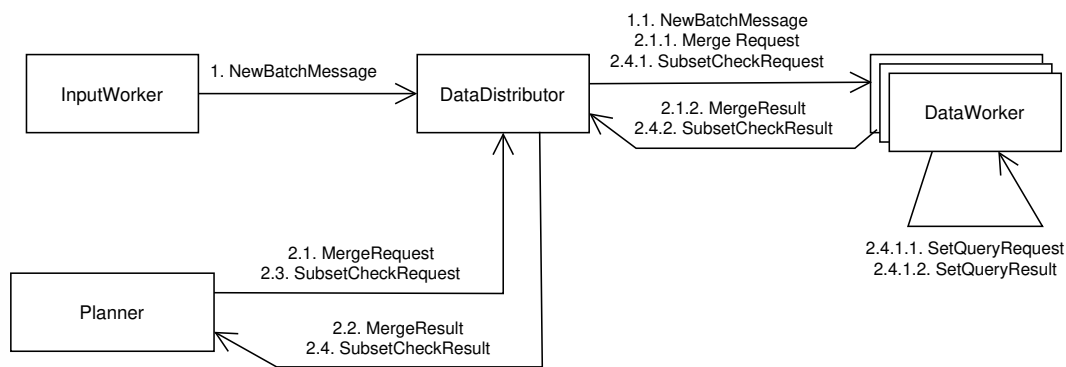 1.1. NewBatchMessage
2.1.1. Merge Request
2.4.1. SubsetCheckRequest
InputWorker
1. NewBatchMessage
DataDistributor
2.1.2. MergeResult
2.4.2. SubsetCheckResult
DataWorker
2.1. MergeRequest
2.3. SubsetCheckRequest
2.4.1.1. SetQueryRequest
2.4.1.2. SetQueryResult
Planner
2.2. MergeResult
2.4. SubsetCheckResult